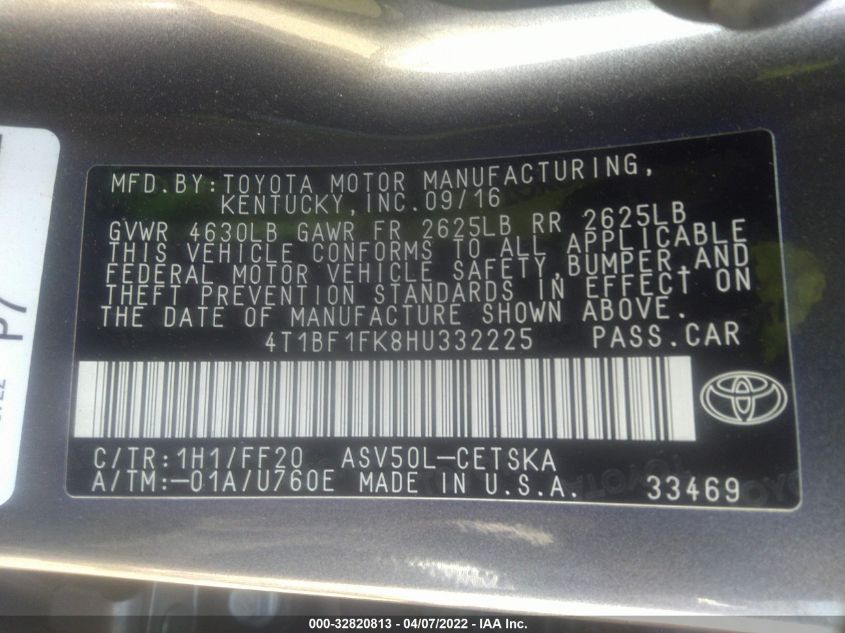 MFD.BY:TOYOTA MOTOR MANUFACTURING,
KENTUCKY,INC.09/16
GVWR 4630LB GAWR FR 2625LB RR 2625LB
THIS VEHICLE CONFORMS TO ALL APPLICABLE
FEDERAL MOTOR VEHICLE SAFETY,BUMPER,AND
THEFT PREVENTION STANDARDS IN EFFECT ON
THE DATE OF MANUFACTURE SHOWN ABOVE.
4T1BF1FK8HU332225 PASS.CAR
C/TR:1H1/FF20 ASV50L-CETSKA
A/TM:-01A/U760E MADE IN U.S.A. 33469
P7
000-32820813 - 04/07/2022 - IAA Inc.